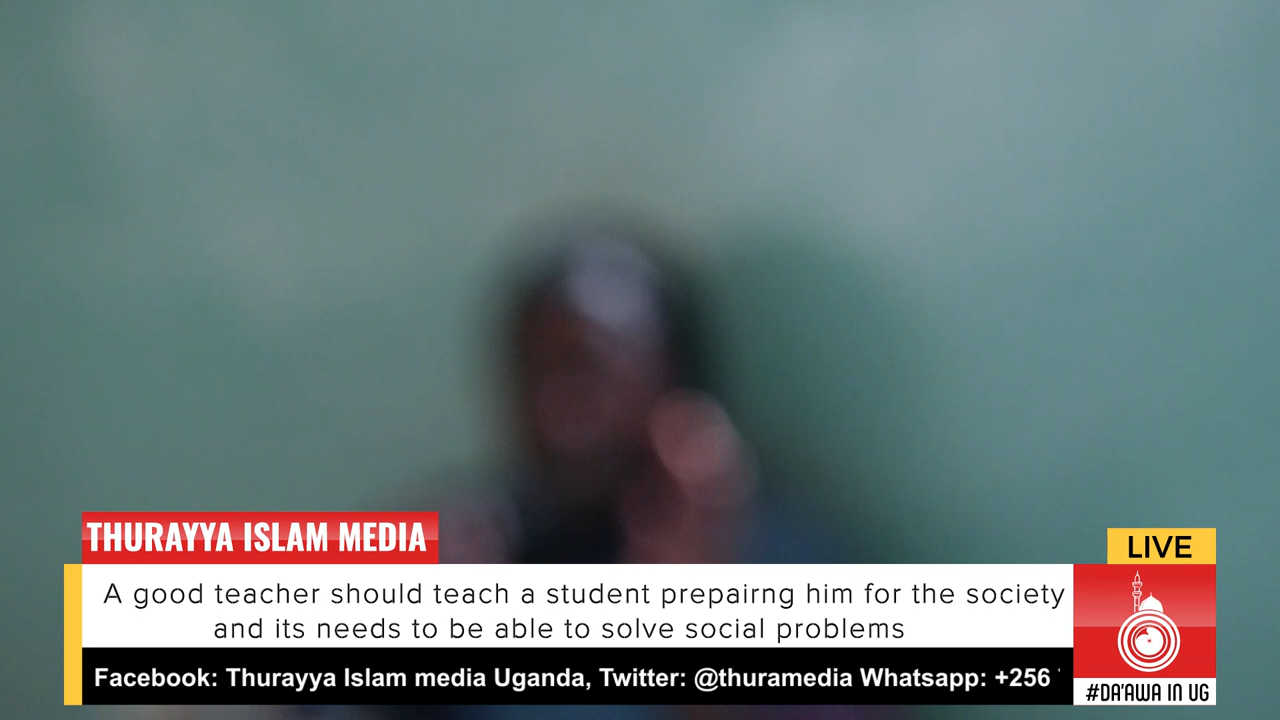 THURAYYA ISLAM MEDIA
LIVE
A good teacher should teach a student prepairng him for the society
and its needs to be able to solve social problems
Facebook: Thurayya Islam media Uganda, Twitter: @thuramedia Whatsapp: +256
#DA'AWA IN UG